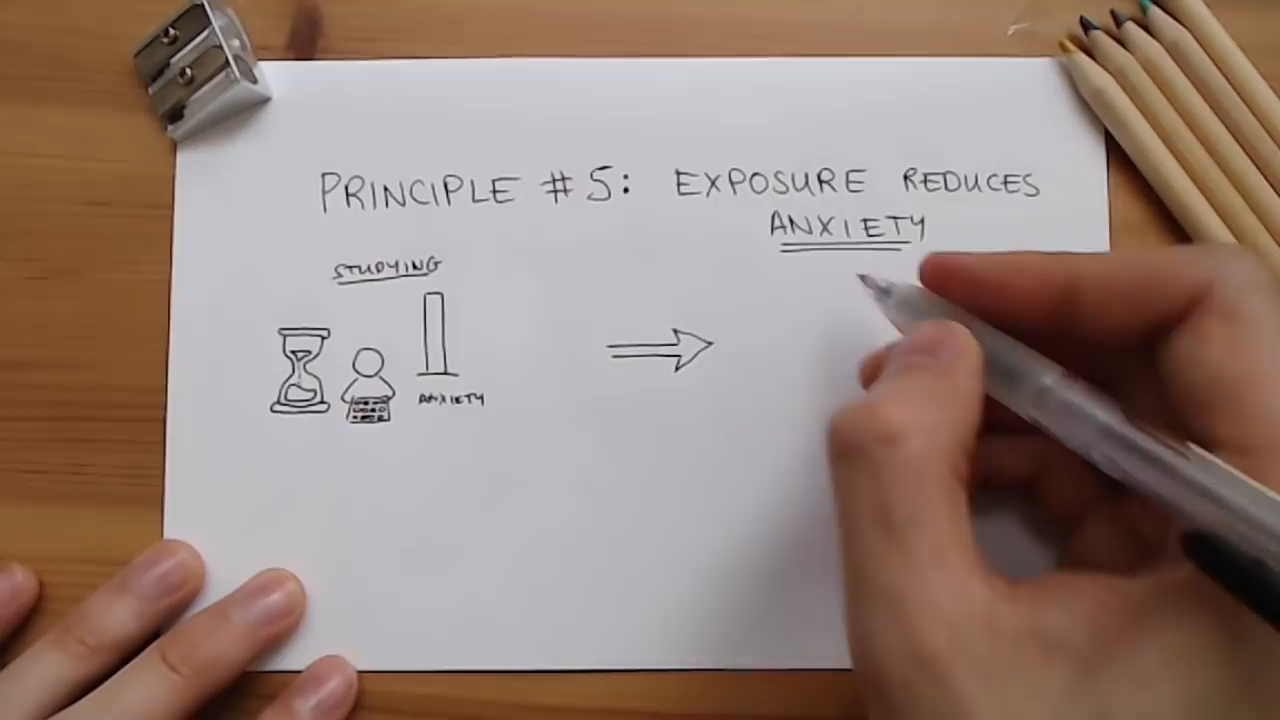 PRINCIPLE #5: EXPOSURE REDUCES
ANXIETY
STUDYING
ANXIETY